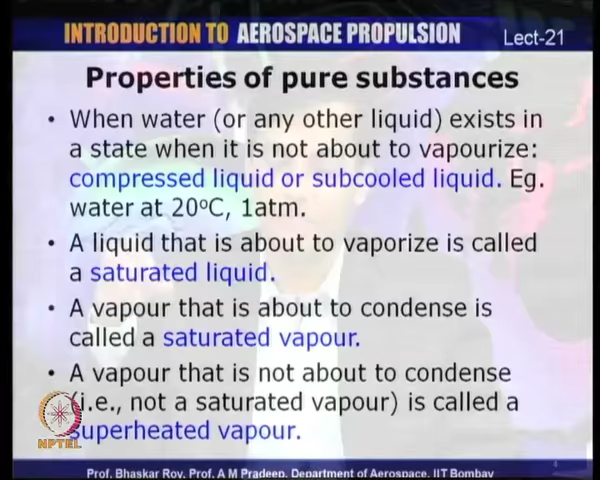 INTRODUCTION TO AEROSPACE PROPULSION
Lect-21
Properties of pure substances
• When water (or any other liquid) exists in
a state when it is not about to vapourize:
compressed liquid or subcooled liquid. Eg.
water at 20ºC, 1atm.
• A liquid that is about to vaporize is called
a saturated liquid.
• A vapour that is about to condense is
called a saturated vapour.
• A vapour that is not about to condense
(i.e., not a saturated vapour) is called a
superheated vapour.
NPTEL
4
Prof. Bhaskar Roy, Prof. A M Pradeep, Department of Aerospace, IIT Bombay